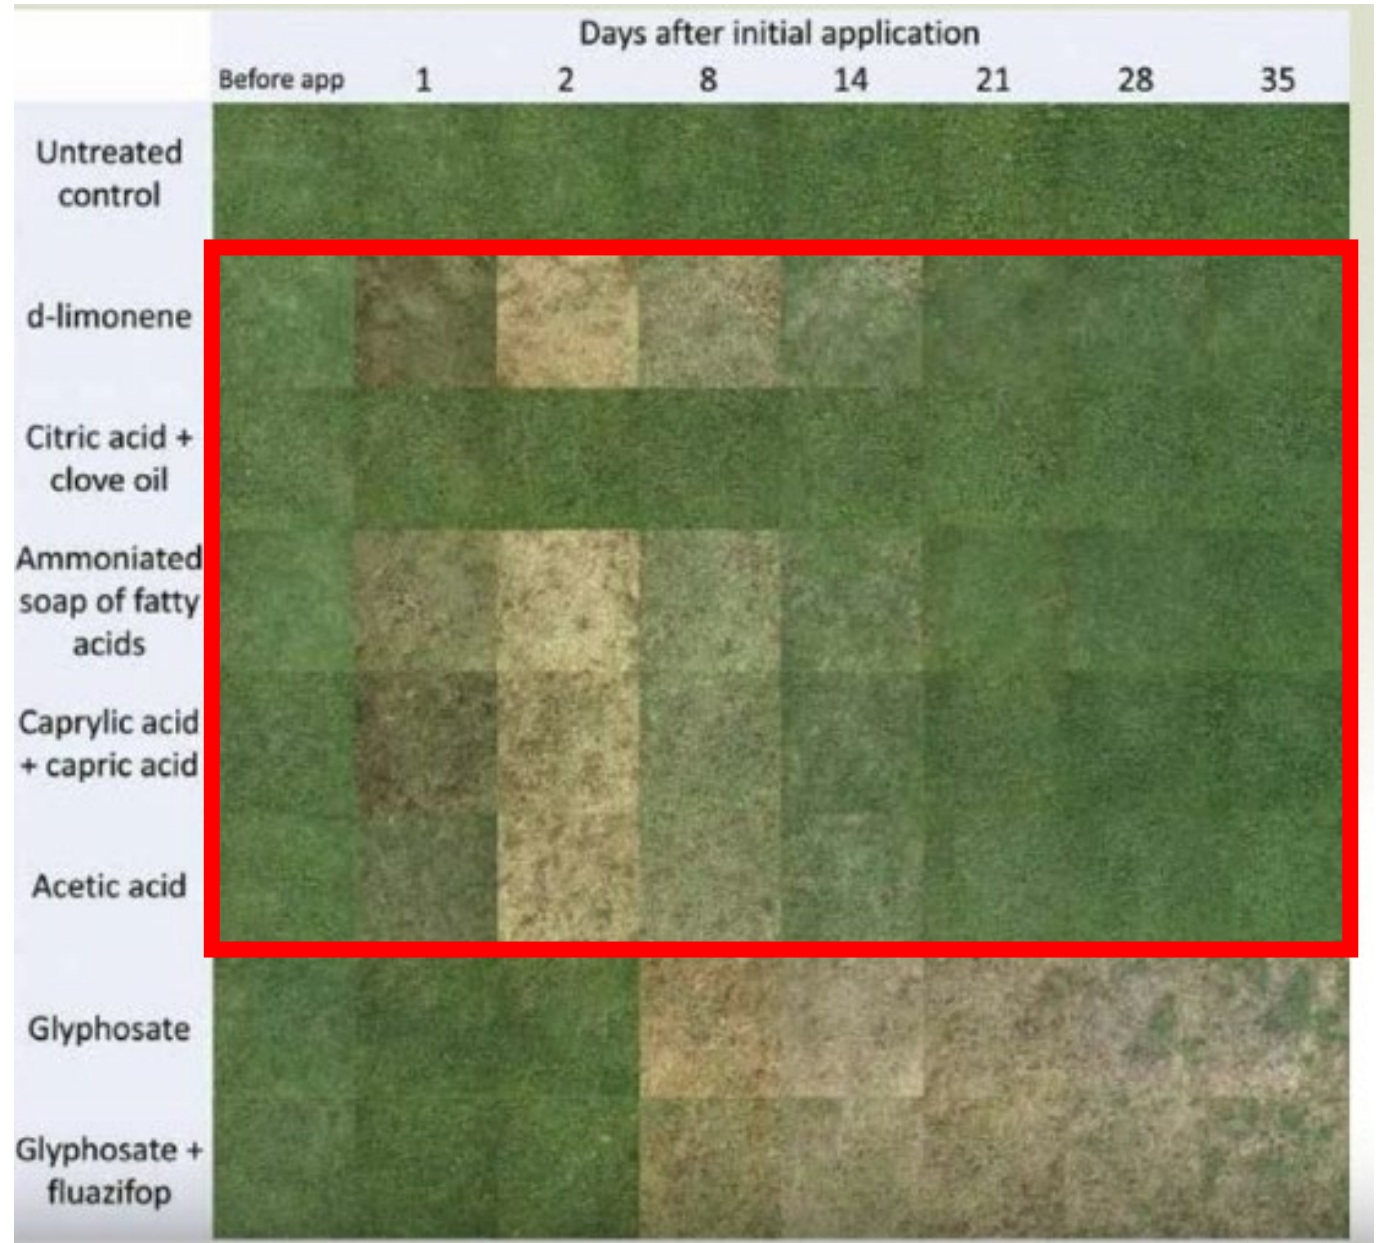 Days after initial application
Before app 1 2 8 14 21 28 35
Untreated
control
d-limonene
Citric acid +
clove oil
Ammoniated
soap of fatty
acids
Caprylic acid
+ capric acid
Acetic acid
Glyphosate
Glyphosate +
fluazifop